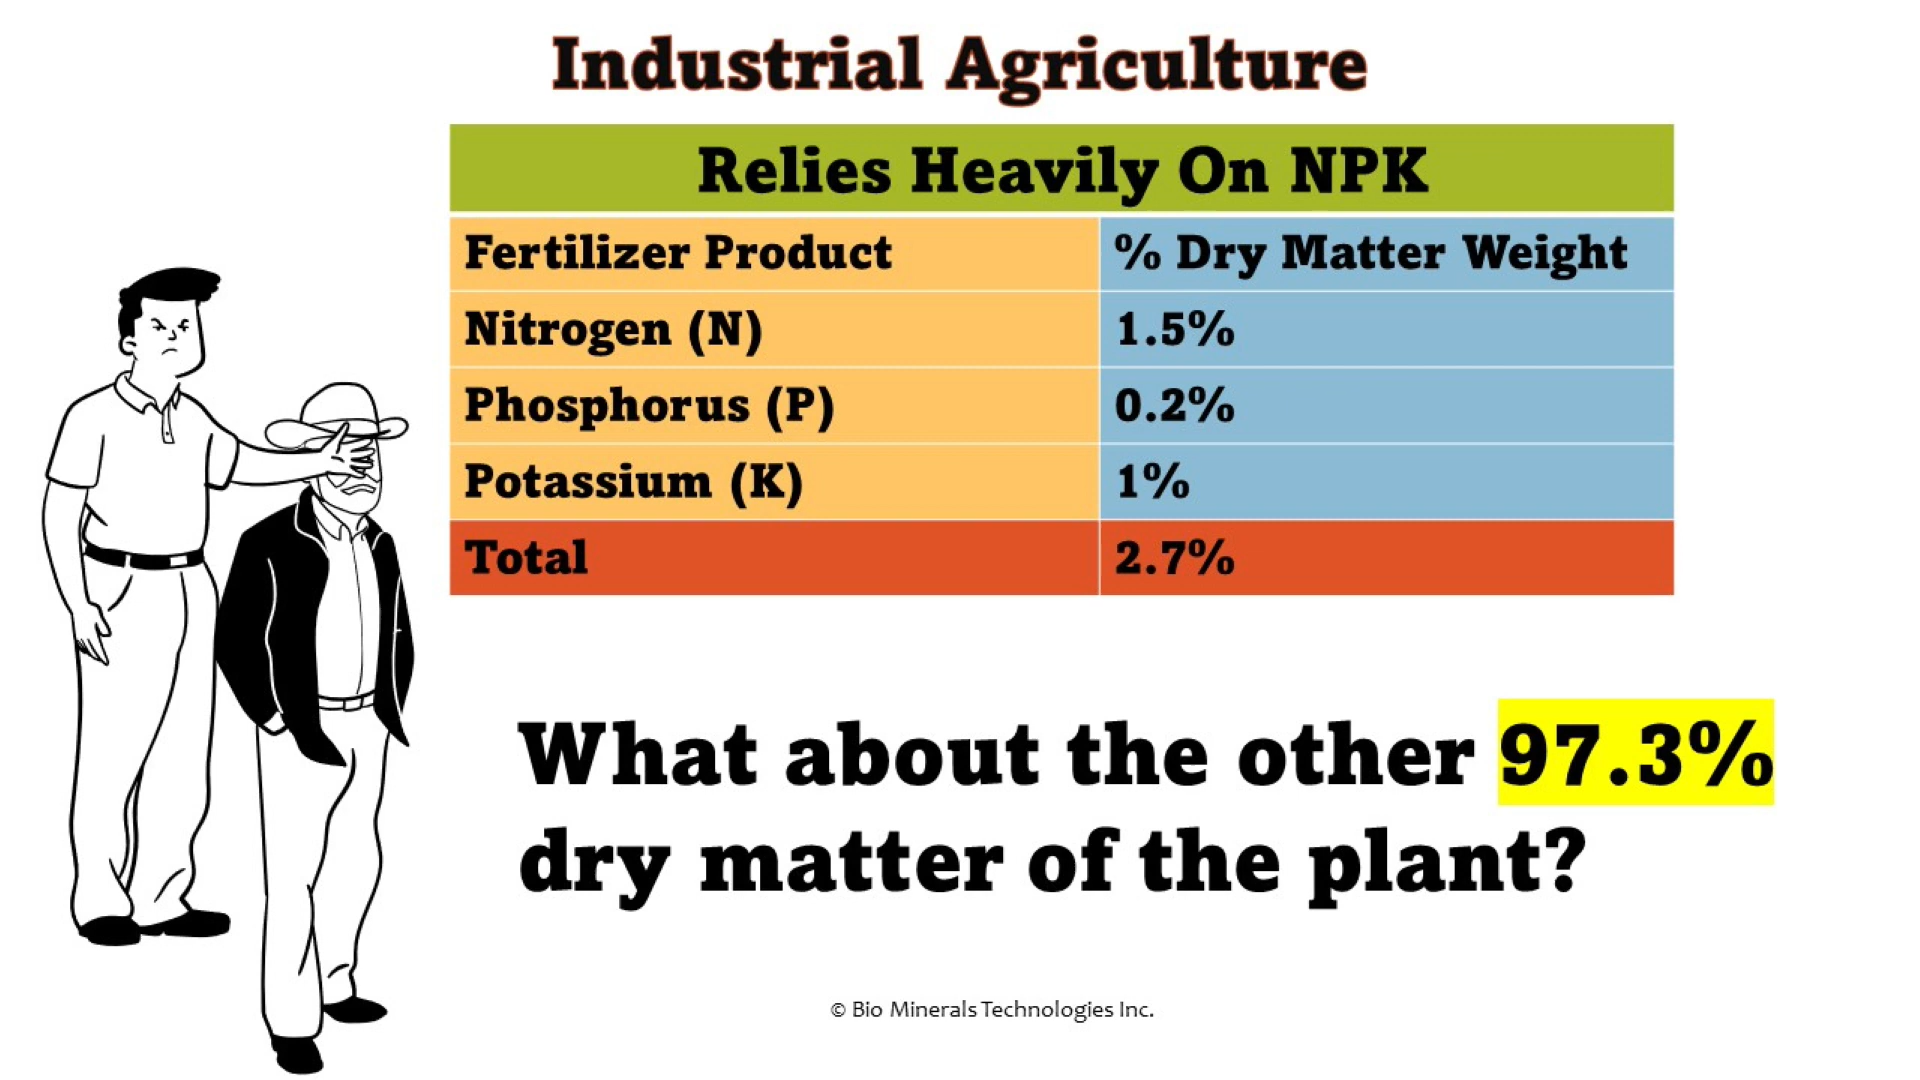 Industrial Agriculture
Relies Heavily On NPK
Fertilizer Product % Dry Matter Weight
Nitrogen (N) 1.5%
Phosphorus (P) 0.2%
Potassium (K) 1%
Total 2.7%
What about the other 97.3%
dry matter of the plant?
© Bio Minerals Technologies Inc.